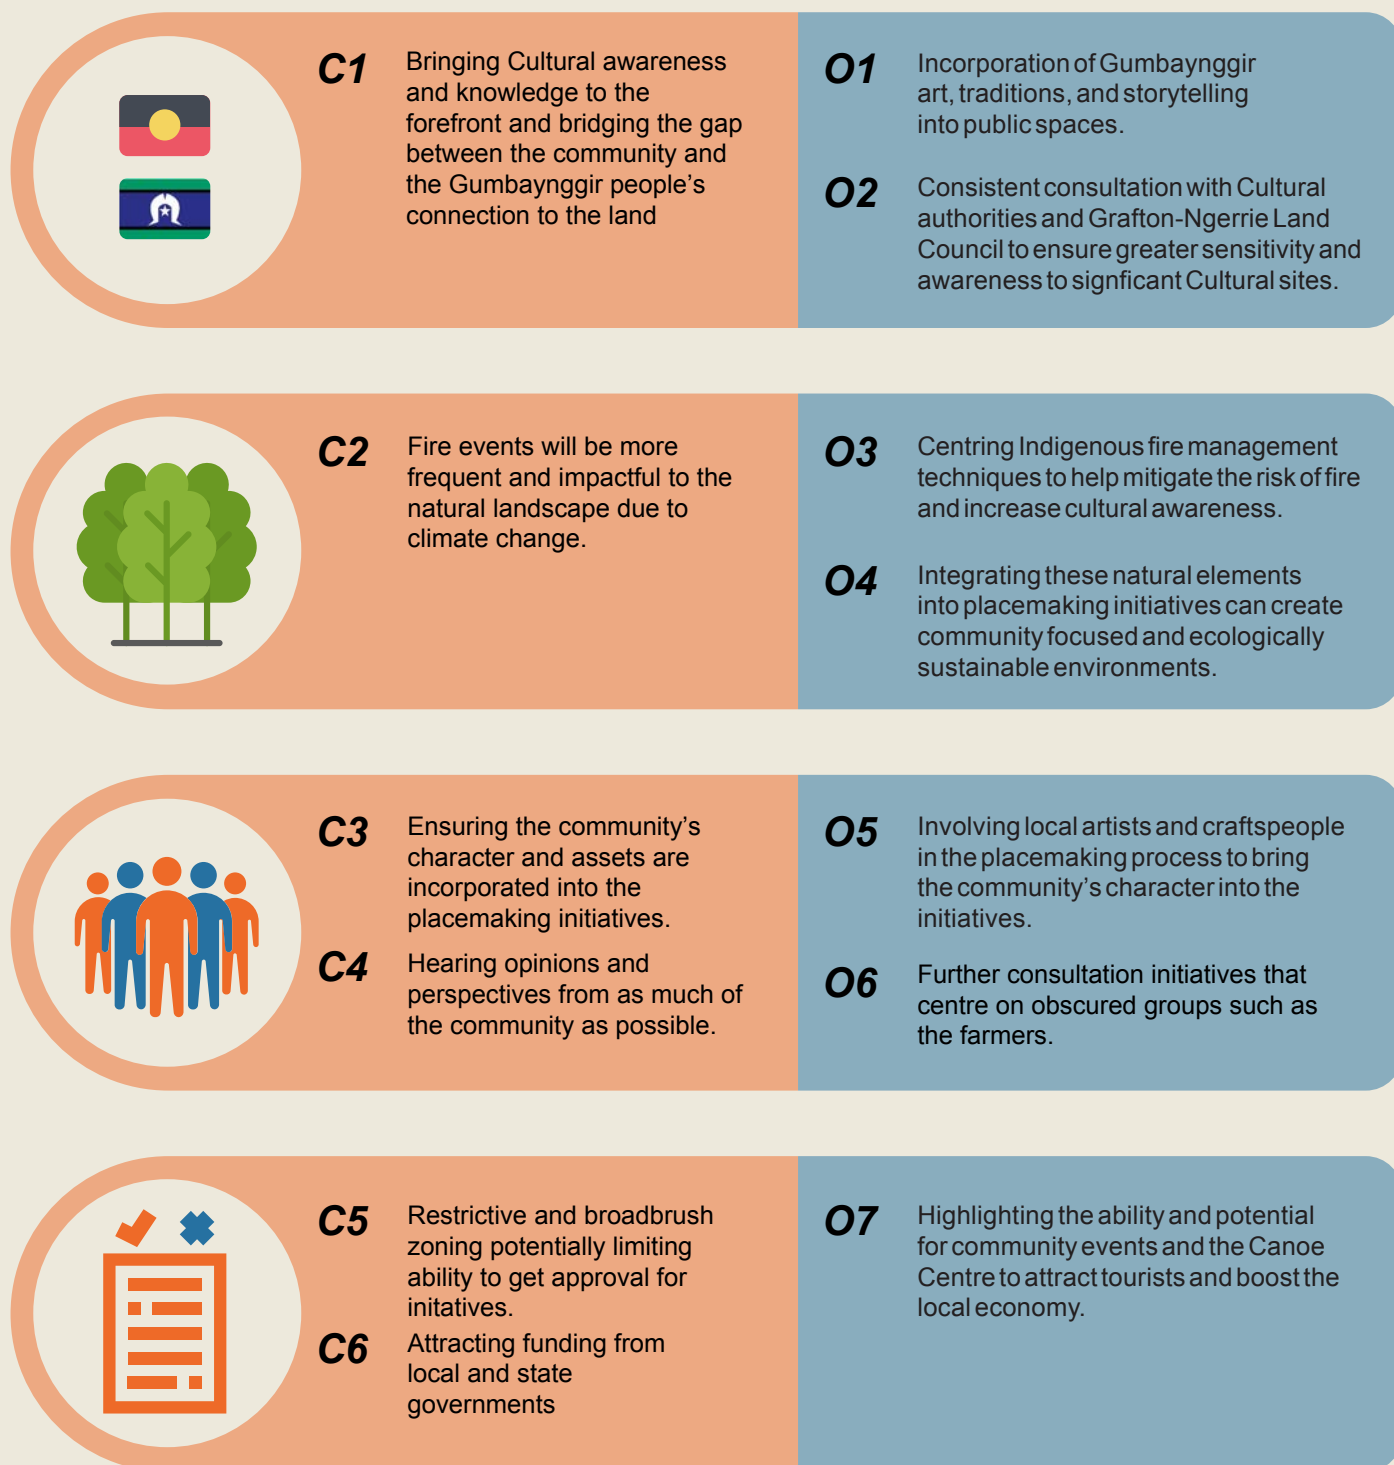 C1
Bringing Cultural awareness
and knowledge to the
forefront and bridging the gap
between the community and
the Gumbaynggir people’s
connection to the land
O1
Incorporation of Gumbaynggir
art, traditions, and storytelling
into public spaces.
O2
Consistent consultation with Cultural
authorities and Grafton-Ngerrie Land
Council to ensure greater sensitivity and
awareness to signficant Cultural sites.
C2
Fire events will be more
frequent and impactful to the
natural landscape due to
climate change.
O3
Centring Indigenous fire management
techniques to help mitigate the risk of fire
and increase cultural awareness.
O4
Integrating these natural elements
into placemaking initiatives can create
community focused and ecologically
sustainable environments.
C3
Ensuring the community’s
character and assets are
incorporated into the
placemaking initiatives.
C4
Hearing opinions and
perspectives from as much of
the community as possible.
O5
Involving local artists and craftspeople
in the placemaking process to bring
the community’s character into the
initiatives.
O6
Further consultation initiatives that
centre on obscured groups such as
the farmers.
C5
Restrictive and broadbrush
zoning potentially limiting
ability to get approval for
initatives.
C6
Attracting funding from
local and state
governments
O7
Highlighting the ability and potential
for community events and the Canoe
Centre to attract tourists and boost the
local economy.